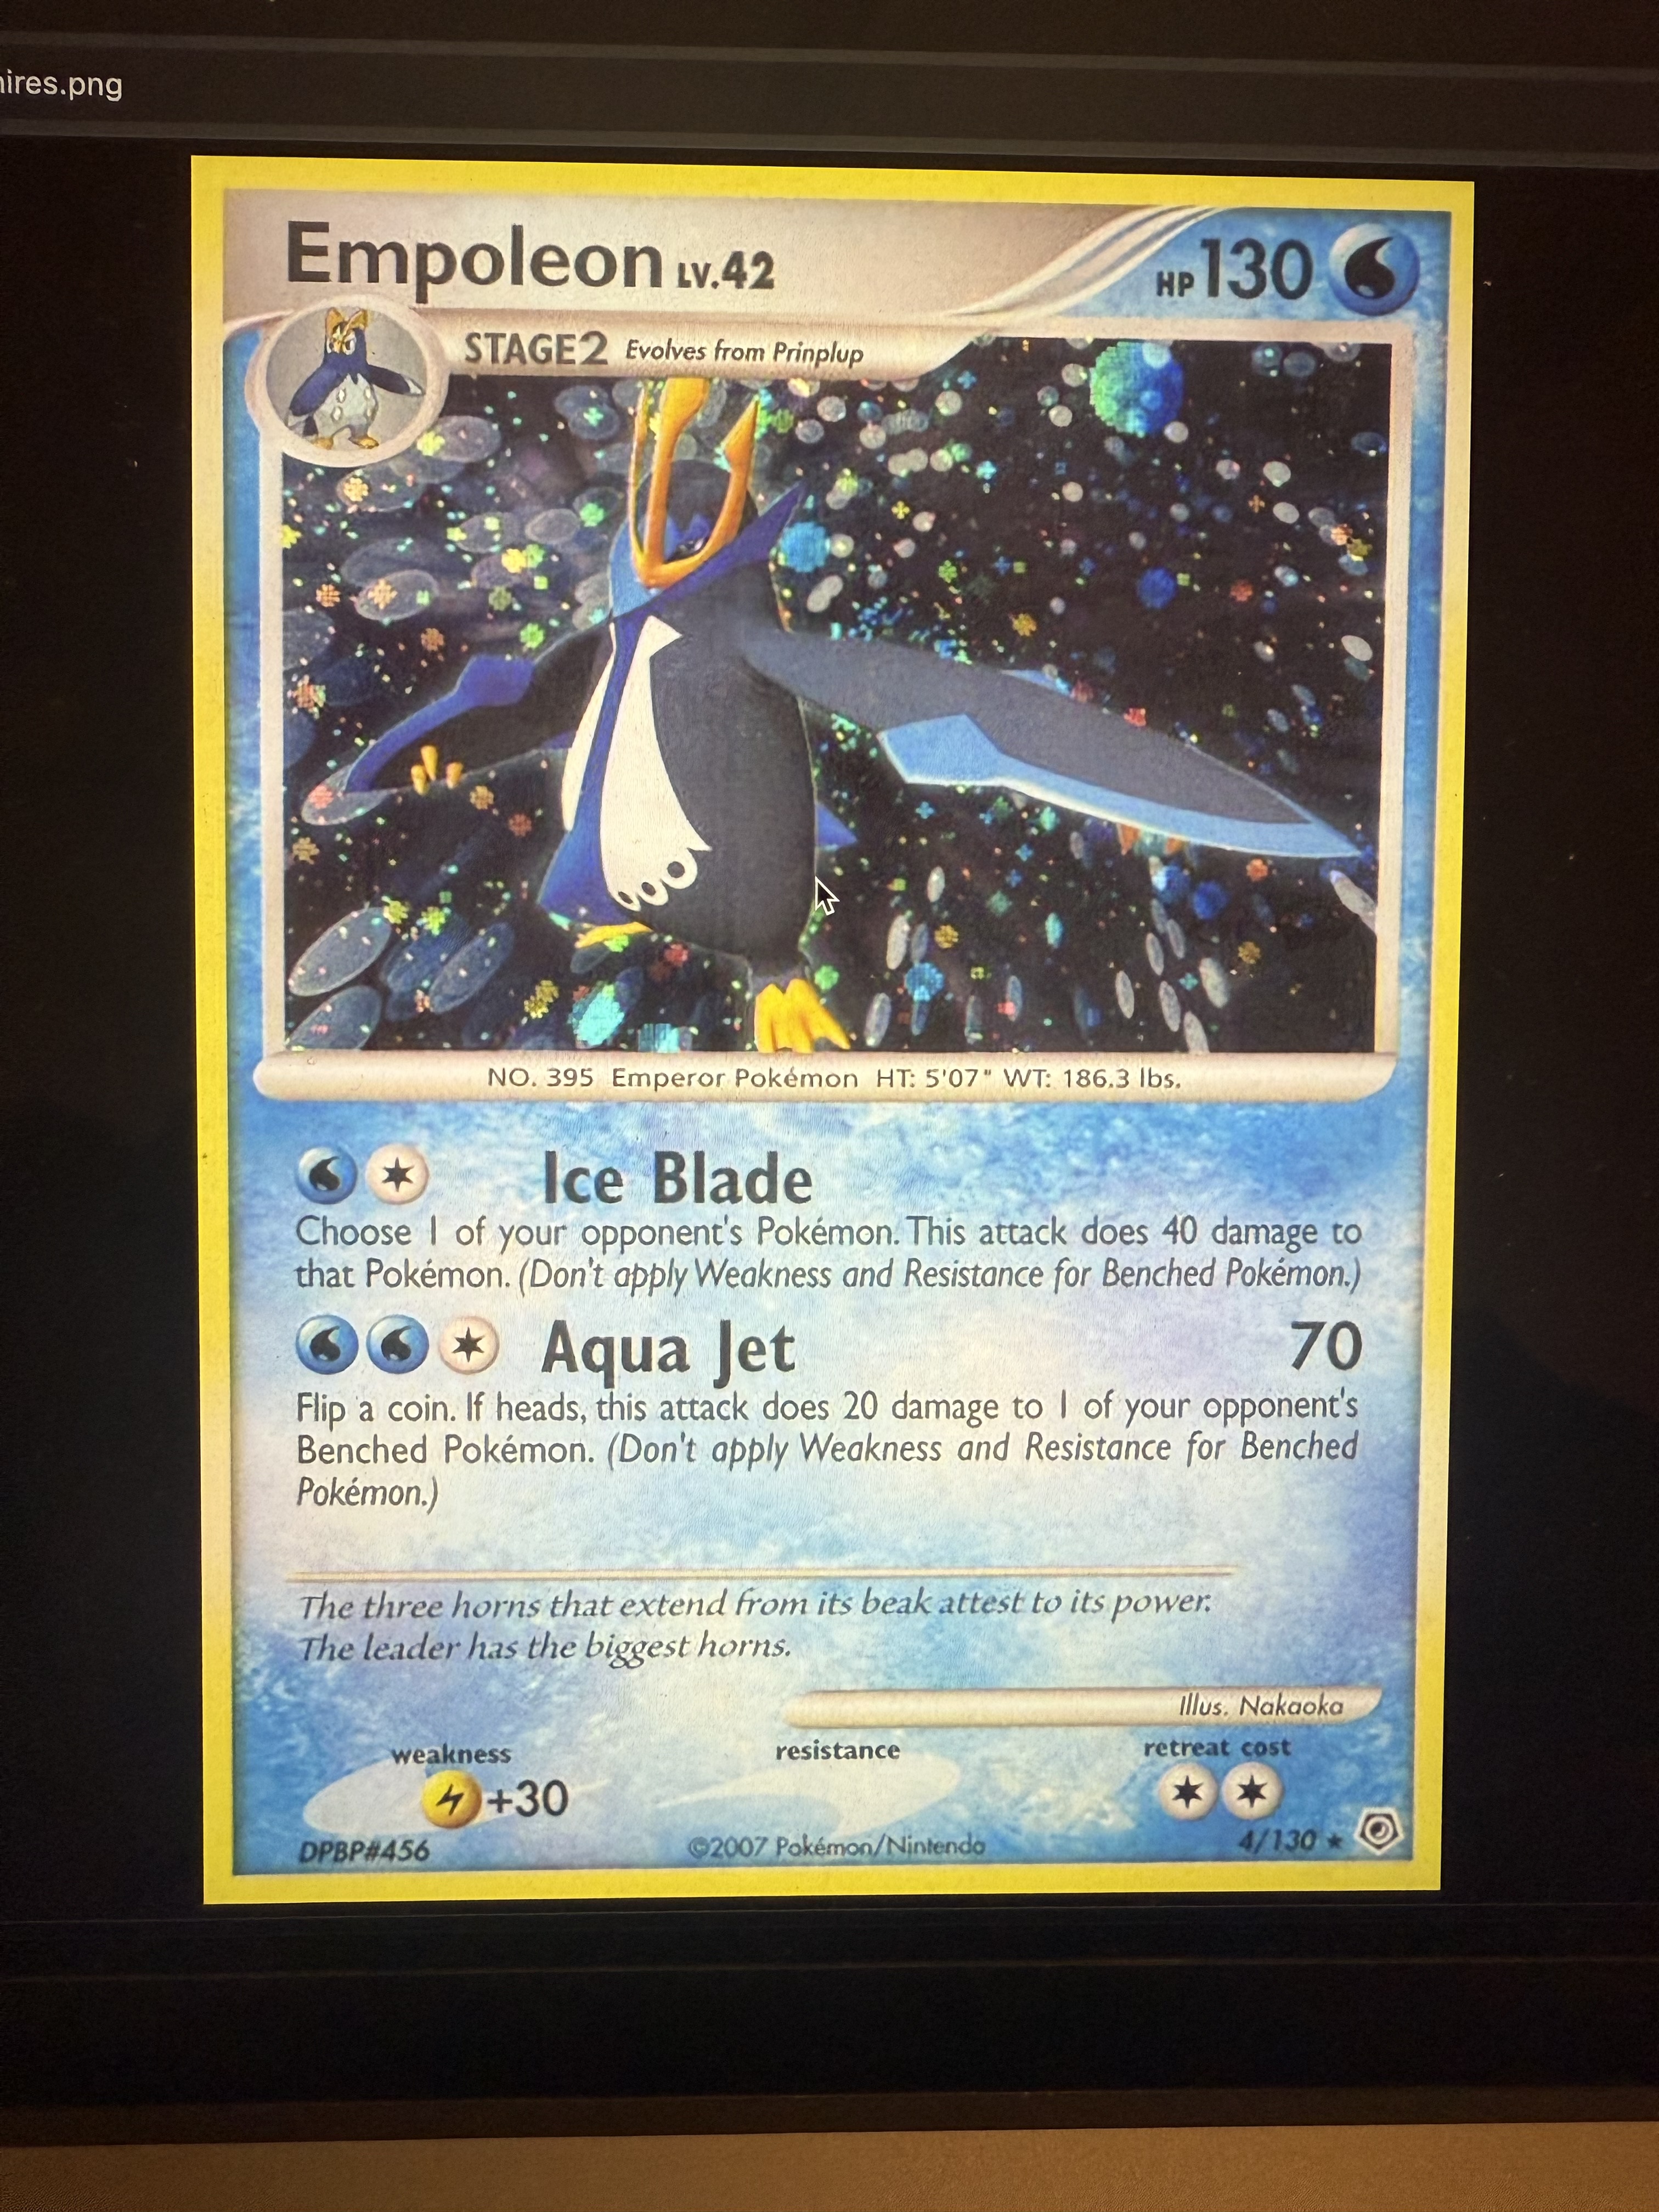 hires.png
Empoleon LV.42
HP 130
STAGE2 Evolves from Prinplup
NO. 395 Emperor Pokémon HT: 5'07" WT: 186.3 lbs.
Ice Blade
Choose 1 of your opponent's Pokémon. This attack does 40 damage to
that Pokémon. (Don't apply Weakness and Resistance for Benched Pokémon.)
Aqua Jet 70
Flip a coin. If heads, this attack does 20 damage to 1 of your opponent's
Benched Pokémon. (Don't apply Weakness and Resistance for Benched
Pokémon.)
The three horns that extend from its beak attest to its power.
The leader has the biggest horns.
Illus. Nakaoka
weakness resistance retreat cost
+30
DPBP#456 ©2007 Pokémon/Nintendo 4/130